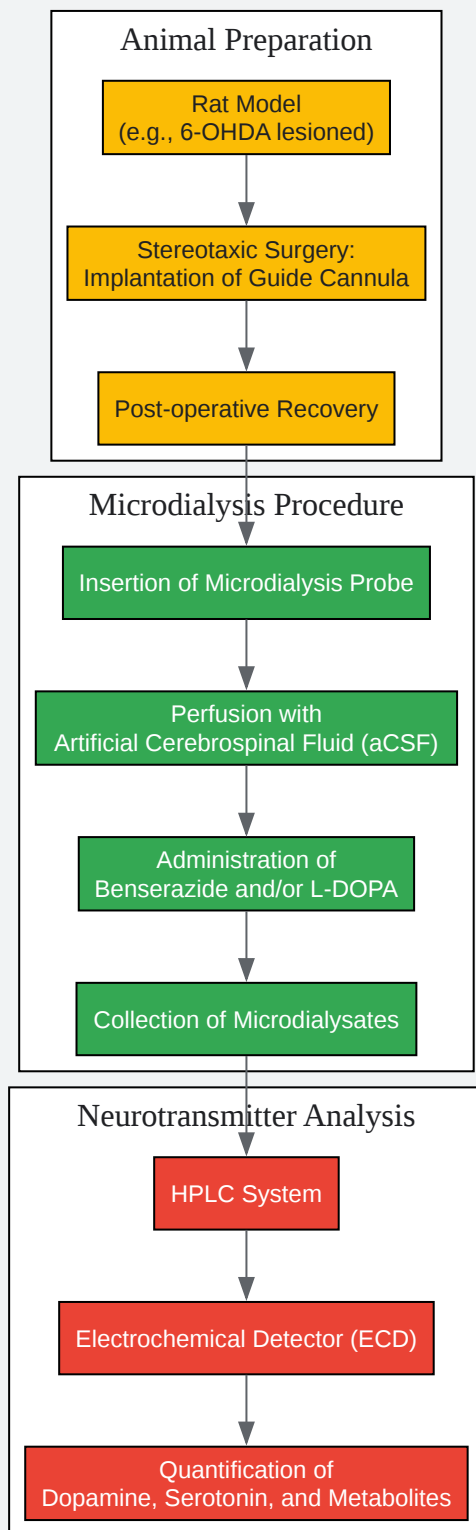 Animal Preparation
Rat Model
(e.g., 6-OHDA lesioned)
Stereotaxic Surgery:
Implantation of Guide Cannula
Post-operative Recovery
Microdialysis Procedure
Insertion of Microdialysis Probe
Perfusion with
Artificial Cerebrospinal Fluid (aCSF)
Administration of
Benserazide and/or L-DOPA
Collection of Microdialysates
Neurotransmitter Analysis
HPLC System
Electrochemical Detector (ECD)
Quantification of
Dopamine, Serotonin, and Metabolites